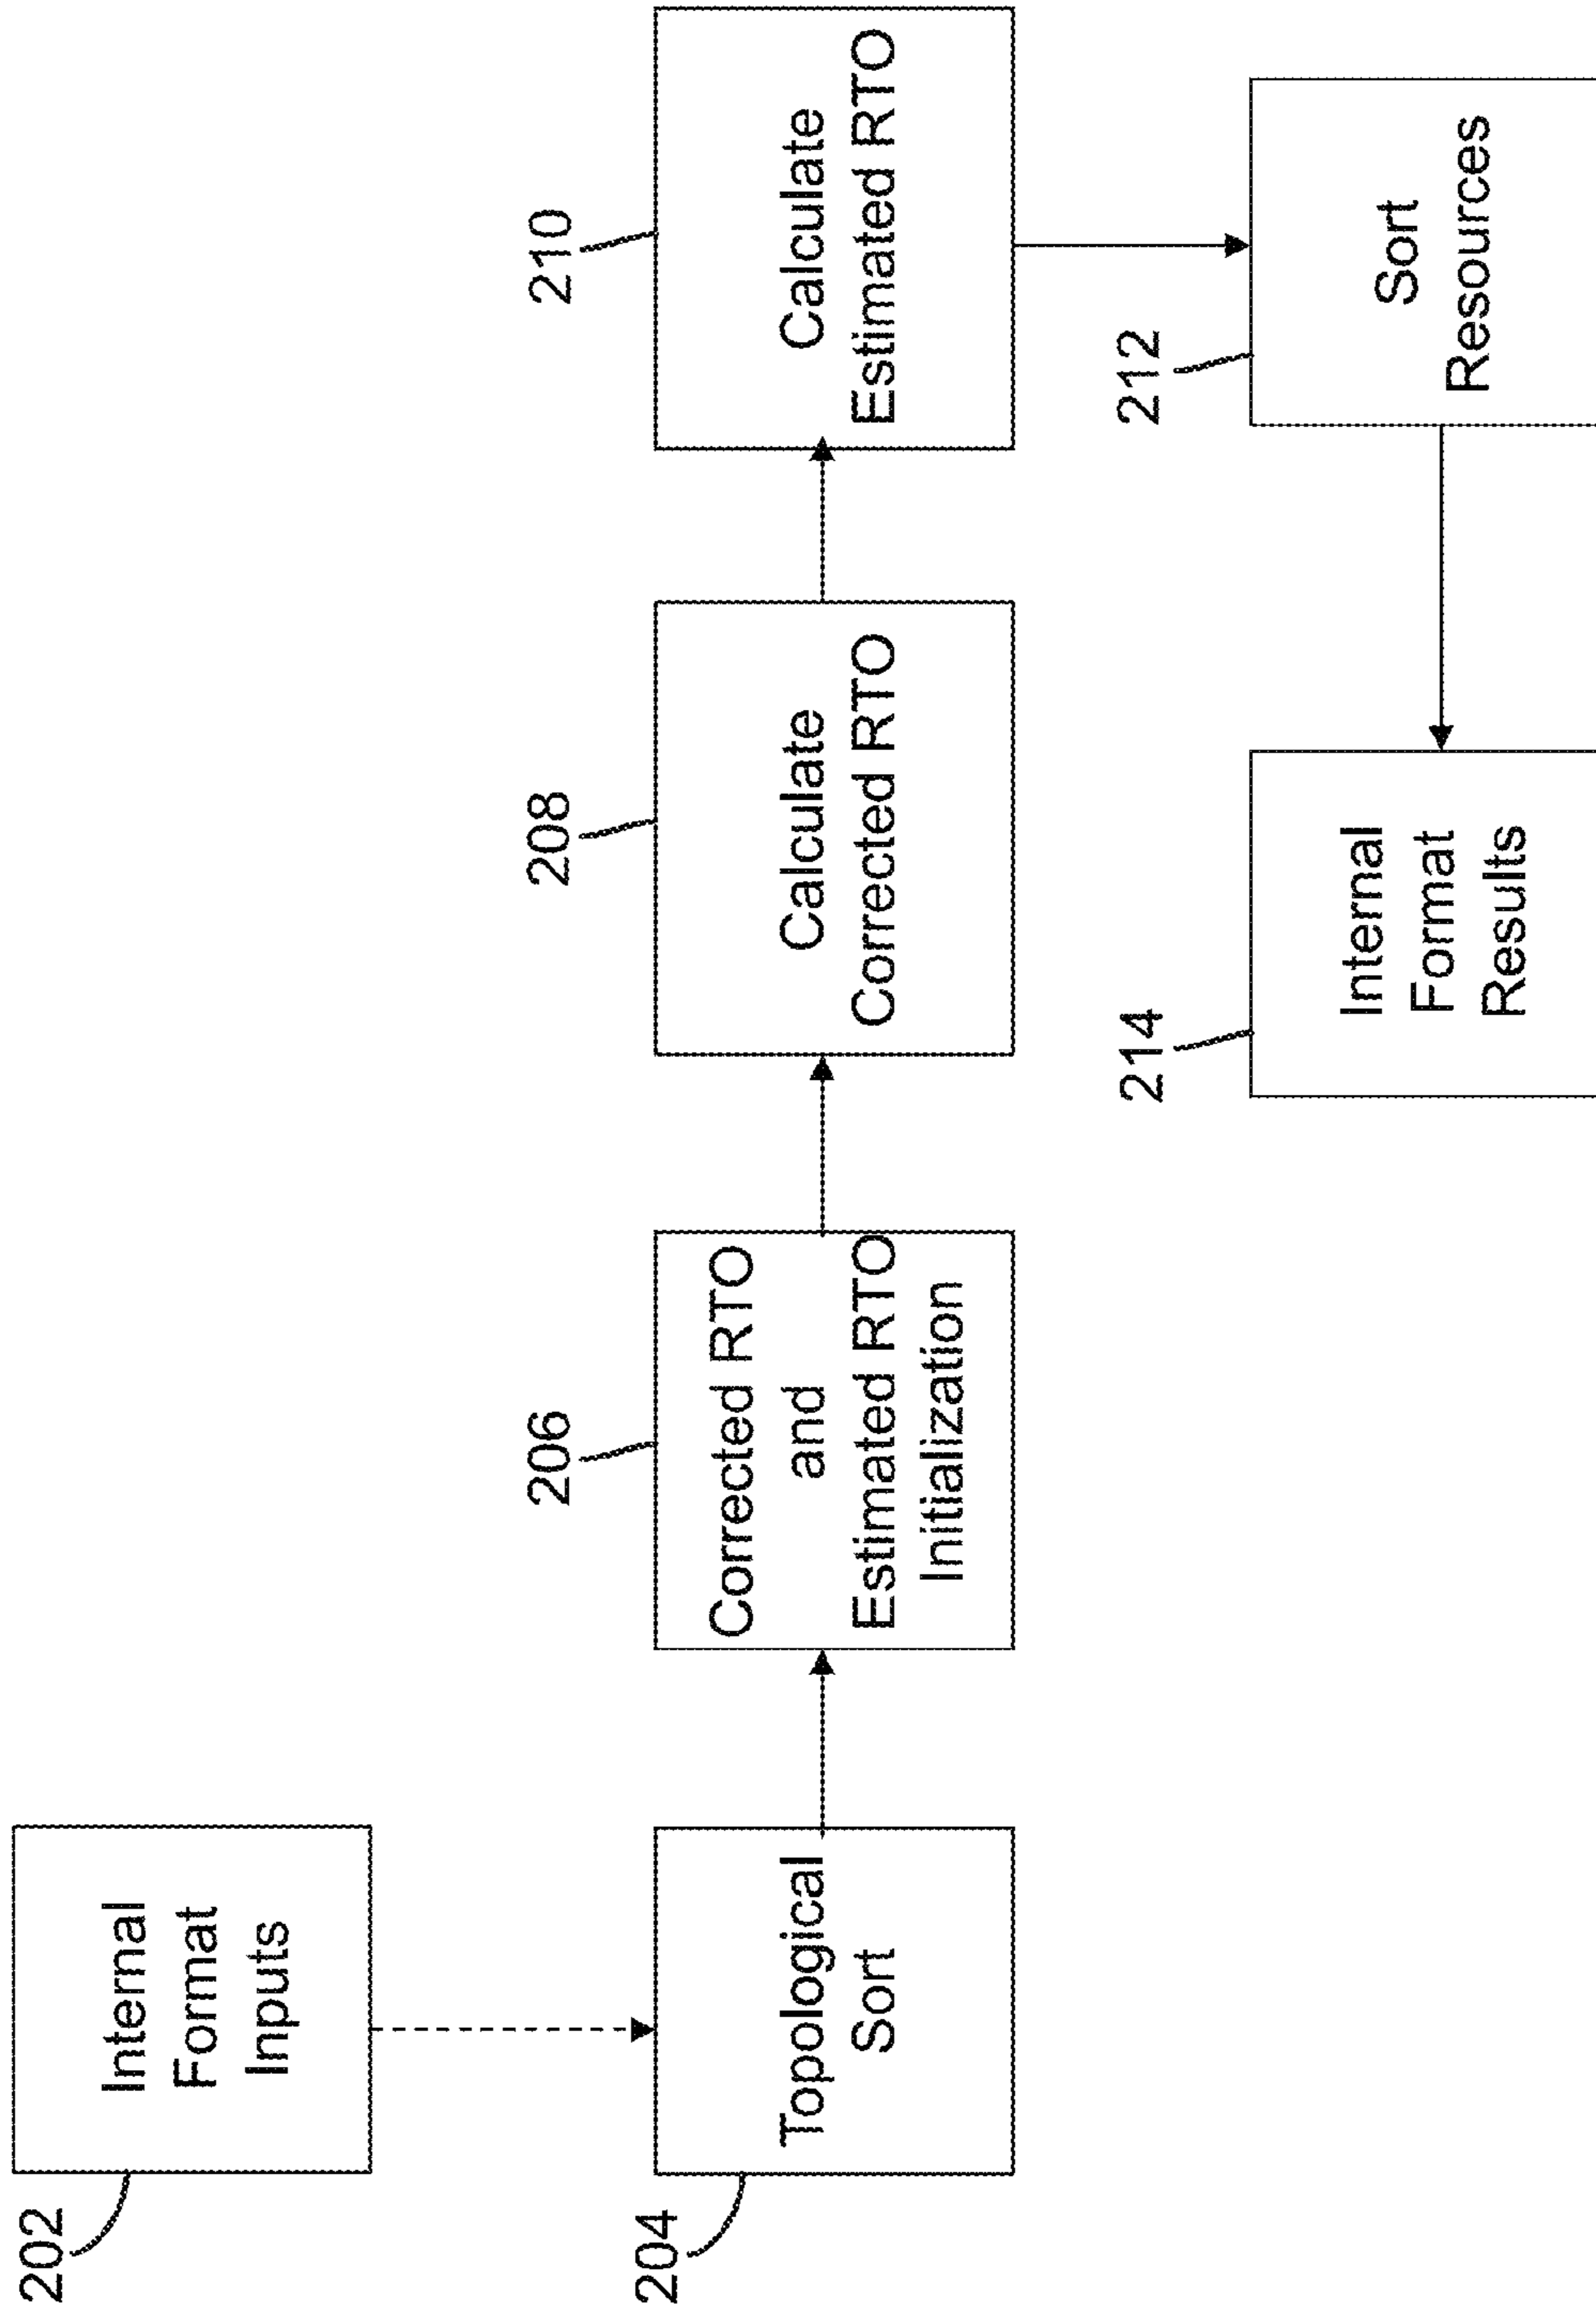 202
Internal
Format
Inputs
204
Topological
Sort
206
Corrected RTO
and
Estimated RTO
Initialization
208
Calculate
Corrected RTO
210
Calculate
Estimated RTO
212
Sort
Resources
214
Internal
Format
Results